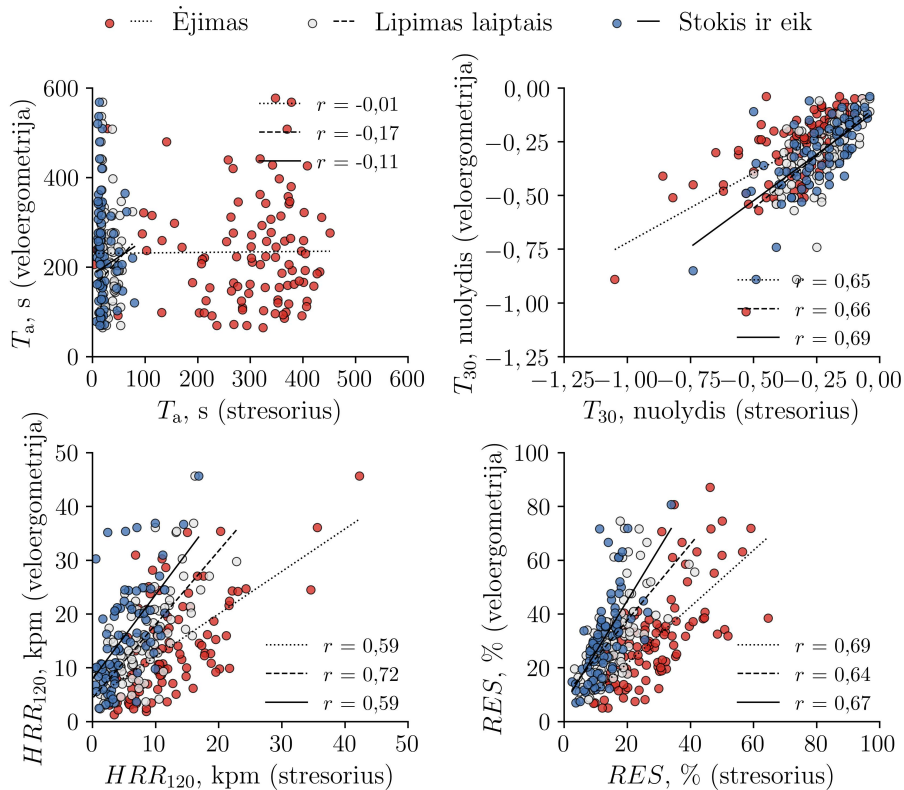 Ėjimas Lipimas laiptais Stokis ir eik
T_a, s (veloergometrija)
600
400
200
0
r = -0,01
r = -0,17
r = -0,11
0 100 200 300 400 500 600
T_a, s (stresorius)
T_30, nuolydis (veloergometrija)
0,00
−0,25
−0,50
−0,75
−1,00
−1,25
r = 0,65
r = 0,66
r = 0,69
−1,25 −1,00 −0,75 −0,50 −0,25 0,00
T_30, nuolydis (stresorius)
HRR_120, kpm (veloergometrija)
50
40
30
20
10
0
r = 0,59
r = 0,72
r = 0,59
0 10 20 30 40 50
HRR_120, kpm (stresorius)
RES, % (veloergometrija)
100
80
60
40
20
0
r = 0,69
r = 0,64
r = 0,67
0 20 40 60 80 100
RES, % (stresorius)